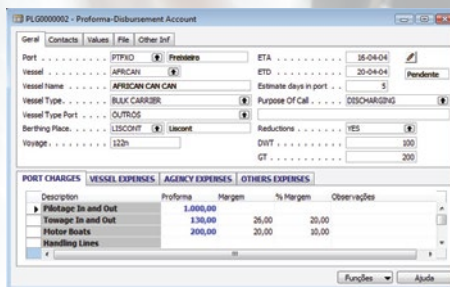 PLG0000002 - Proforma-Disbursement Account
Geral Contacts Values File Other Inf
Port . . . . . . . . . . . PTPXO Freixieiro ETA . . . . . . . . . . . 16-04-04
Vessel . . . . . . . . . . AFRCAN ETD . . . . . . . . . . . 20-04-04 Pendente
Vessel Name . . . . . . . AFRICAN CAN CAN Estimate days in port . . 5
Vessel Type. . . . . . . . BULK CARRIER Purpose Of Call . . . . . DISCHARGING
Vessel Type Port . . . . . OUTROS
Berthing Place. . . . . . LISCONT Liscont Reductions . . . . . . . YES
Voyage . . . . . . . . . . 122n DWT . . . . . . . . . . . 100
GT . . . . . . . . . . . 200
PORT CHARGES VESSEL EXPENSES AGENCY EXPENSES OTHERS EXPENSES
Description Proforma Margem % Margem Observações
Pilotage In and Out 1.000,00
Towage In and Out 130,00 26,00 20,00
Motor Boats 200,00 20,00 10,00
Handling Lines
Funções Ajuda